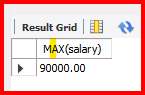 Result Grid
MAX(salary)
90000.00